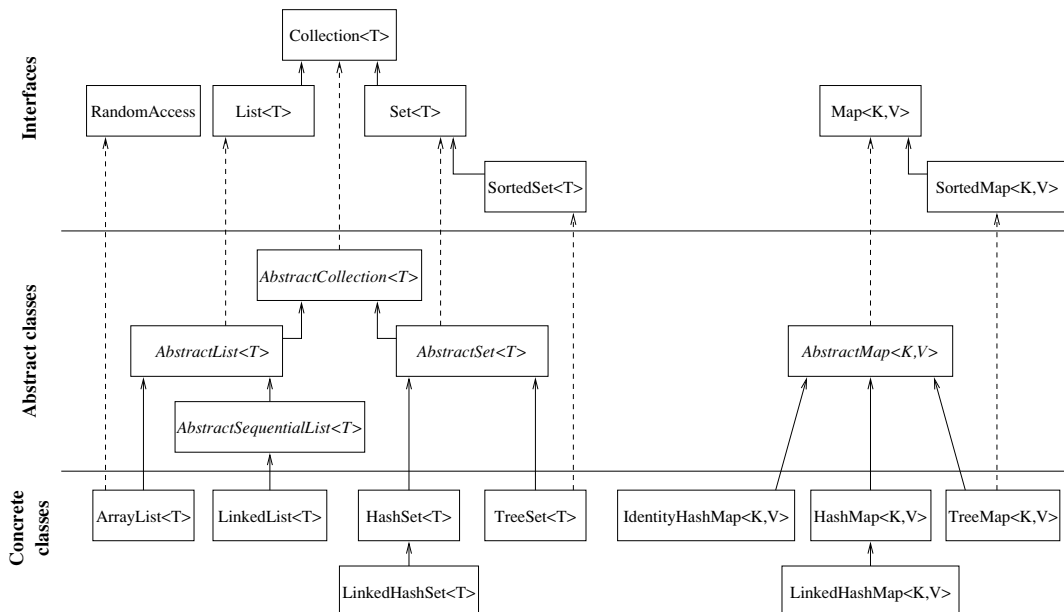 Interfaces
Collection<T>
RandomAccess
List<T>
Set<T>
Map<K,V>
SortedSet<T>
SortedMap<K,V>
Abstract classes
AbstractCollection<T>
AbstractList<T>
AbstractSet<T>
AbstractMap<K,V>
AbstractSequentialList<T>
Concrete
classes
ArrayList<T>
LinkedList<T>
HashSet<T>
TreeSet<T>
IdentityHashMap<K,V>
HashMap<K,V>
TreeMap<K,V>
LinkedHashSet<T>
LinkedHashMap<K,V>